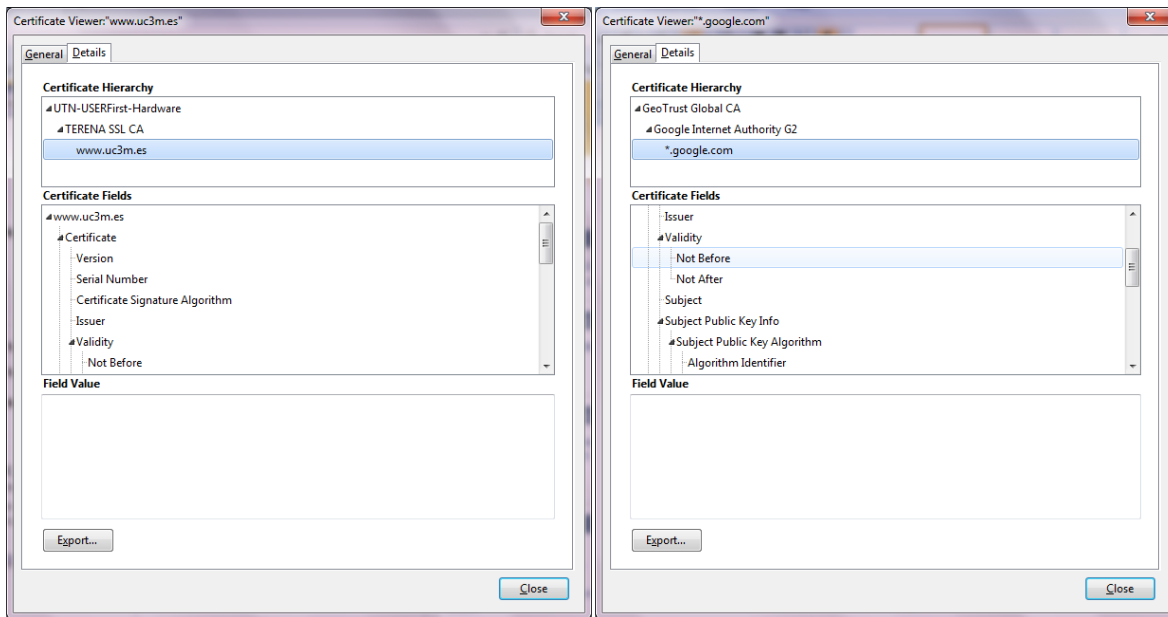 Certificate Viewer:"www.uc3m.es"
General Details
Certificate Hierarchy
UTN-USERFirst-Hardware
TERENA SSL CA
www.uc3m.es
Certificate Fields
www.uc3m.es
Certificate
Version
Serial Number
Certificate Signature Algorithm
Issuer
Validity
Not Before
Field Value
Export...
Close
Certificate Viewer:"*.google.com"
General Details
Certificate Hierarchy
GeoTrust Global CA
Google Internet Authority G2
*.google.com
Certificate Fields
Issuer
Validity
Not Before
Not After
Subject
Subject Public Key Info
Subject Public Key Algorithm
Algorithm Identifier
Field Value
Export...
Close